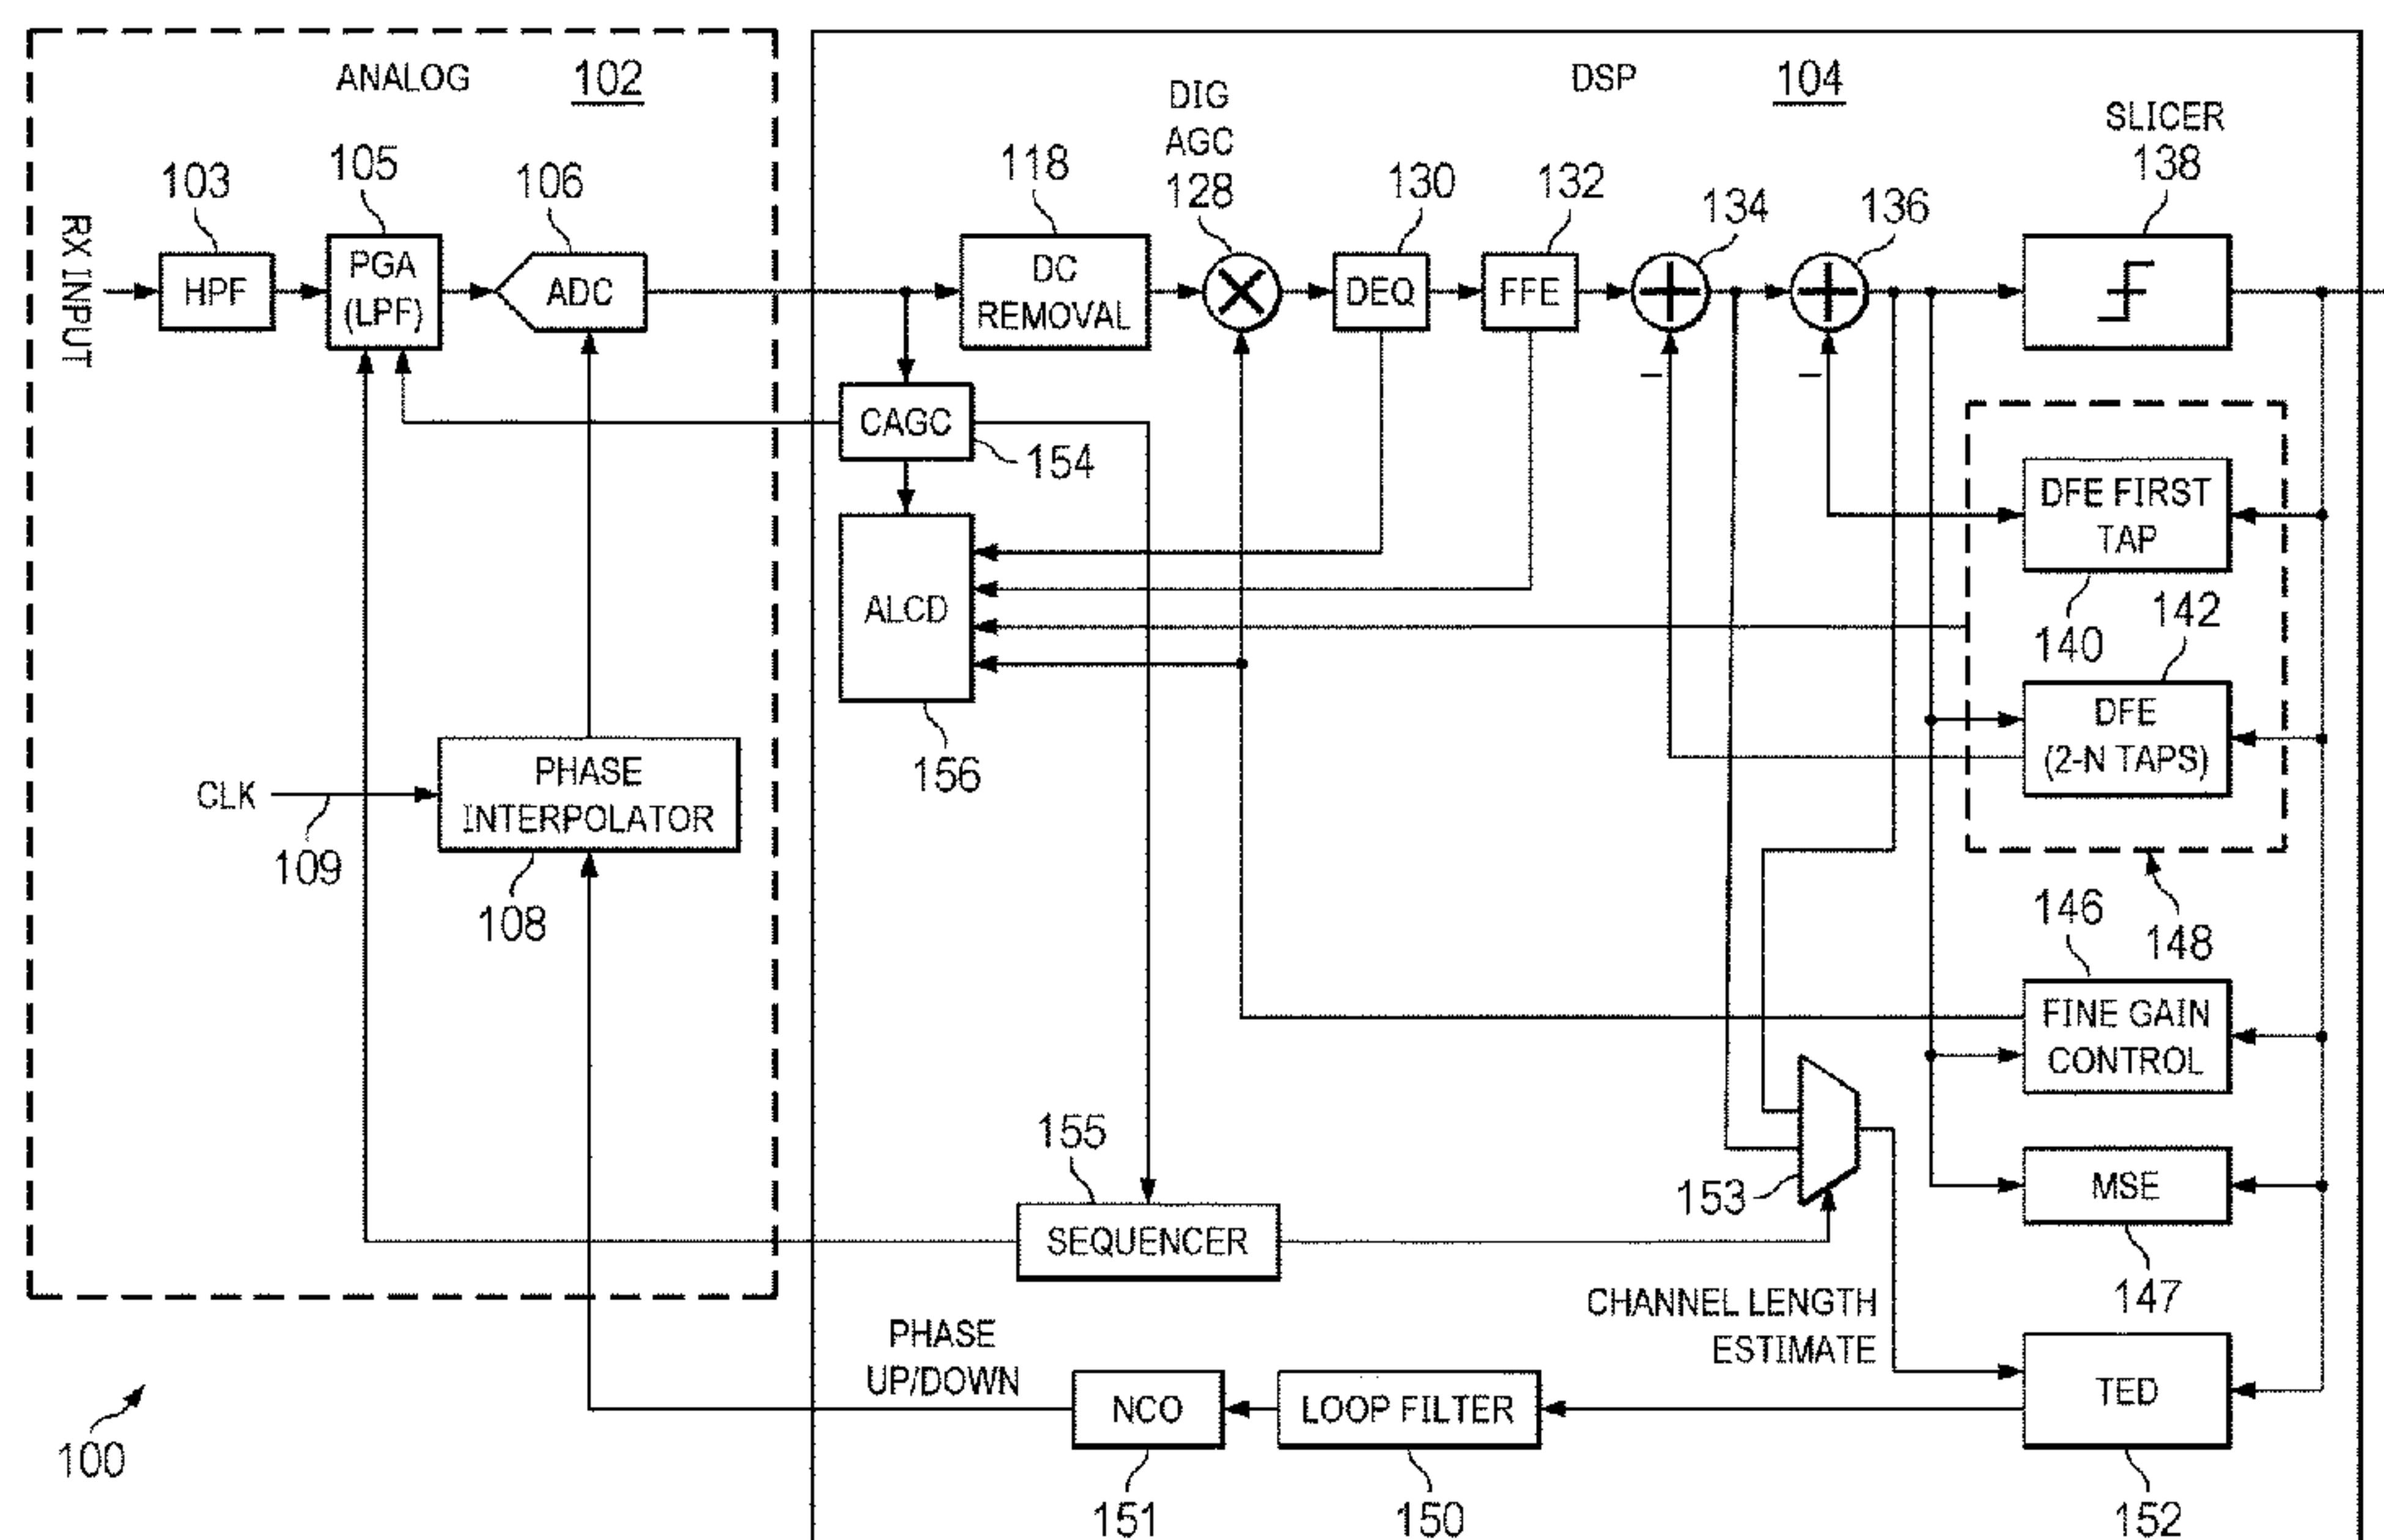 ANALOG 102
DSP 104
RX INPUT
103
HPF
105
PGA
(LPF)
106
ADC
118
DC
REMOVAL
DIG
AGC
128
130
DEQ
132
FFE
134
136
SLICER
138
–
–
CAGC
154
ALCD
156
DFE FIRST
TAP
140
142
DFE
(2-N TAPS)
148
CLK
109
PHASE
INTERPOLATOR
108
146
FINE GAIN
CONTROL
153
155
SEQUENCER
MSE
147
CHANNEL LENGTH
ESTIMATE
PHASE
UP/DOWN
NCO
151
LOOP FILTER
150
TED
152
100